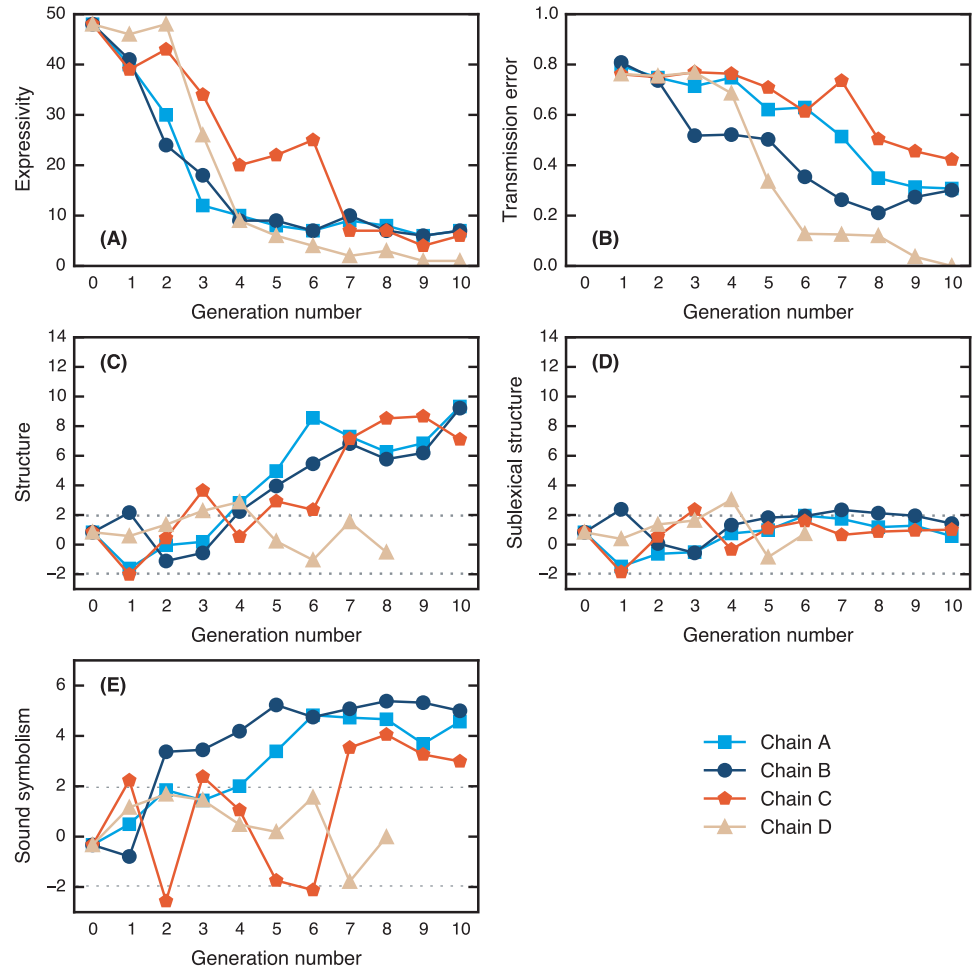 50
40
30
20
10
0
Expressivity
(A)
0 1 2 3 4 5 6 7 8 9 10
Generation number
1.0
0.8
0.6
0.4
0.2
0.0
Transmission error
(B)
0 1 2 3 4 5 6 7 8 9 10
Generation number
14
12
10
8
6
4
2
0
−2
Structure
(C)
0 1 2 3 4 5 6 7 8 9 10
Generation number
14
12
10
8
6
4
2
0
−2
Sublexical structure
(D)
0 1 2 3 4 5 6 7 8 9 10
Generation number
6
4
2
0
−2
Sound symbolism
(E)
0 1 2 3 4 5 6 7 8 9 10
Generation number
Chain A
Chain B
Chain C
Chain D